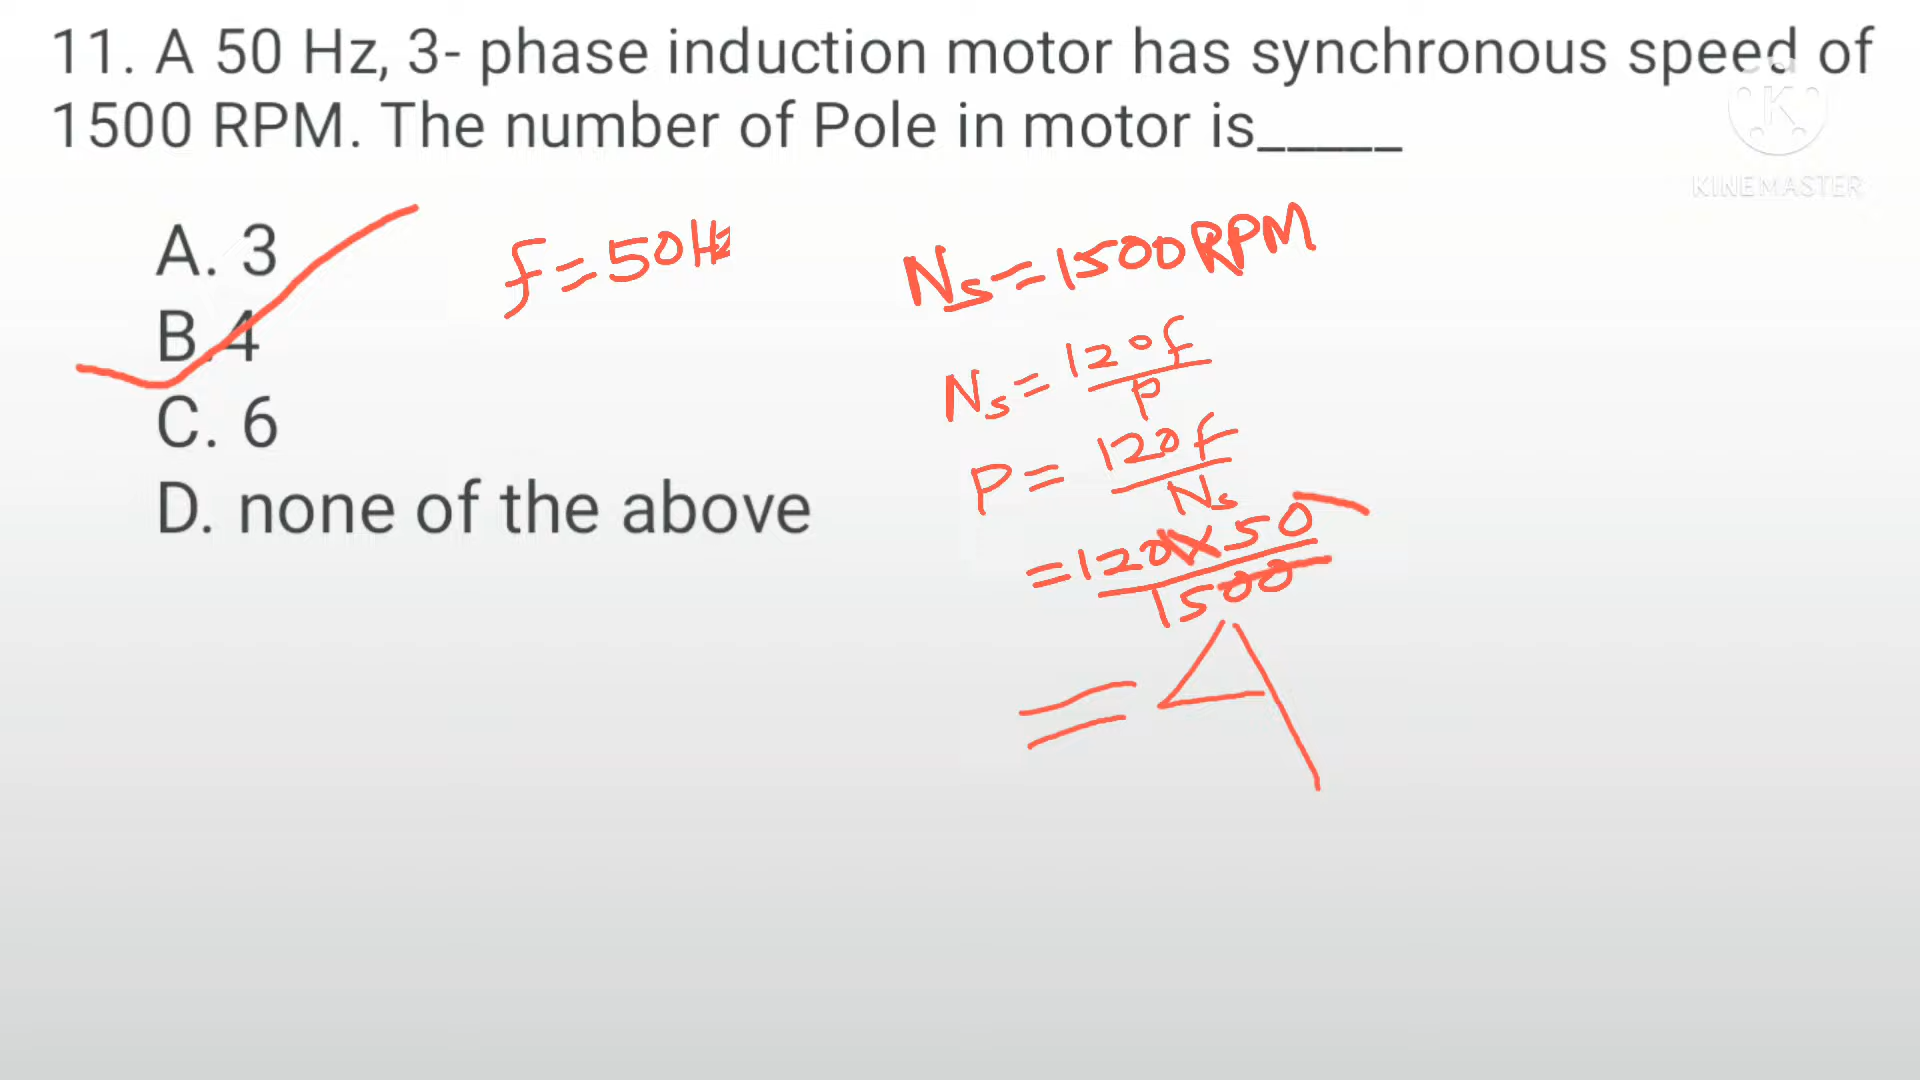 11. A 50 Hz, 3- phase induction motor has synchronous speed of
1500 RPM. The number of Pole in motor is_____
KINEMASTER
A. 3
B. 4
C. 6
D. none of the above
f = 50Hz
Ns = 1500RPM
Ns = 120f / P
P = 120f / Ns
= 120 × 50 / 1500
= 4